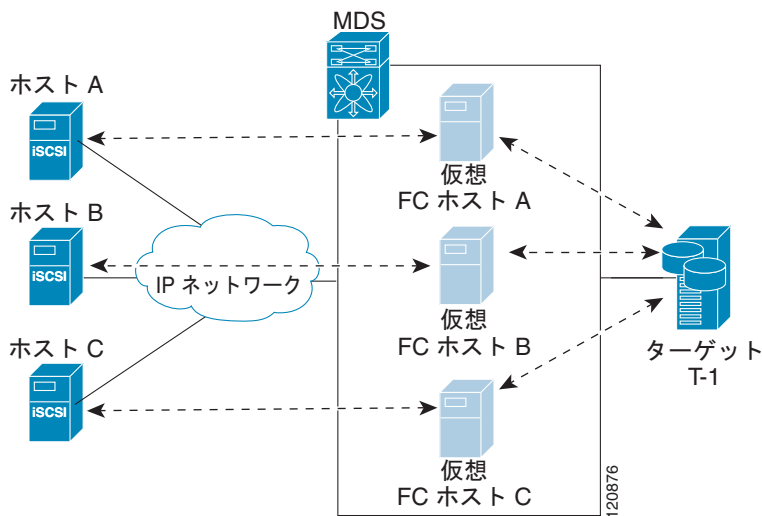 MDS
ホスト A
iSCSI
仮想
FC ホスト A
ホスト B
iSCSI
IP ネットワーク
仮想
FC ホスト B
ターゲット
T-1
ホスト C
iSCSI
仮想
FC ホスト C
120876